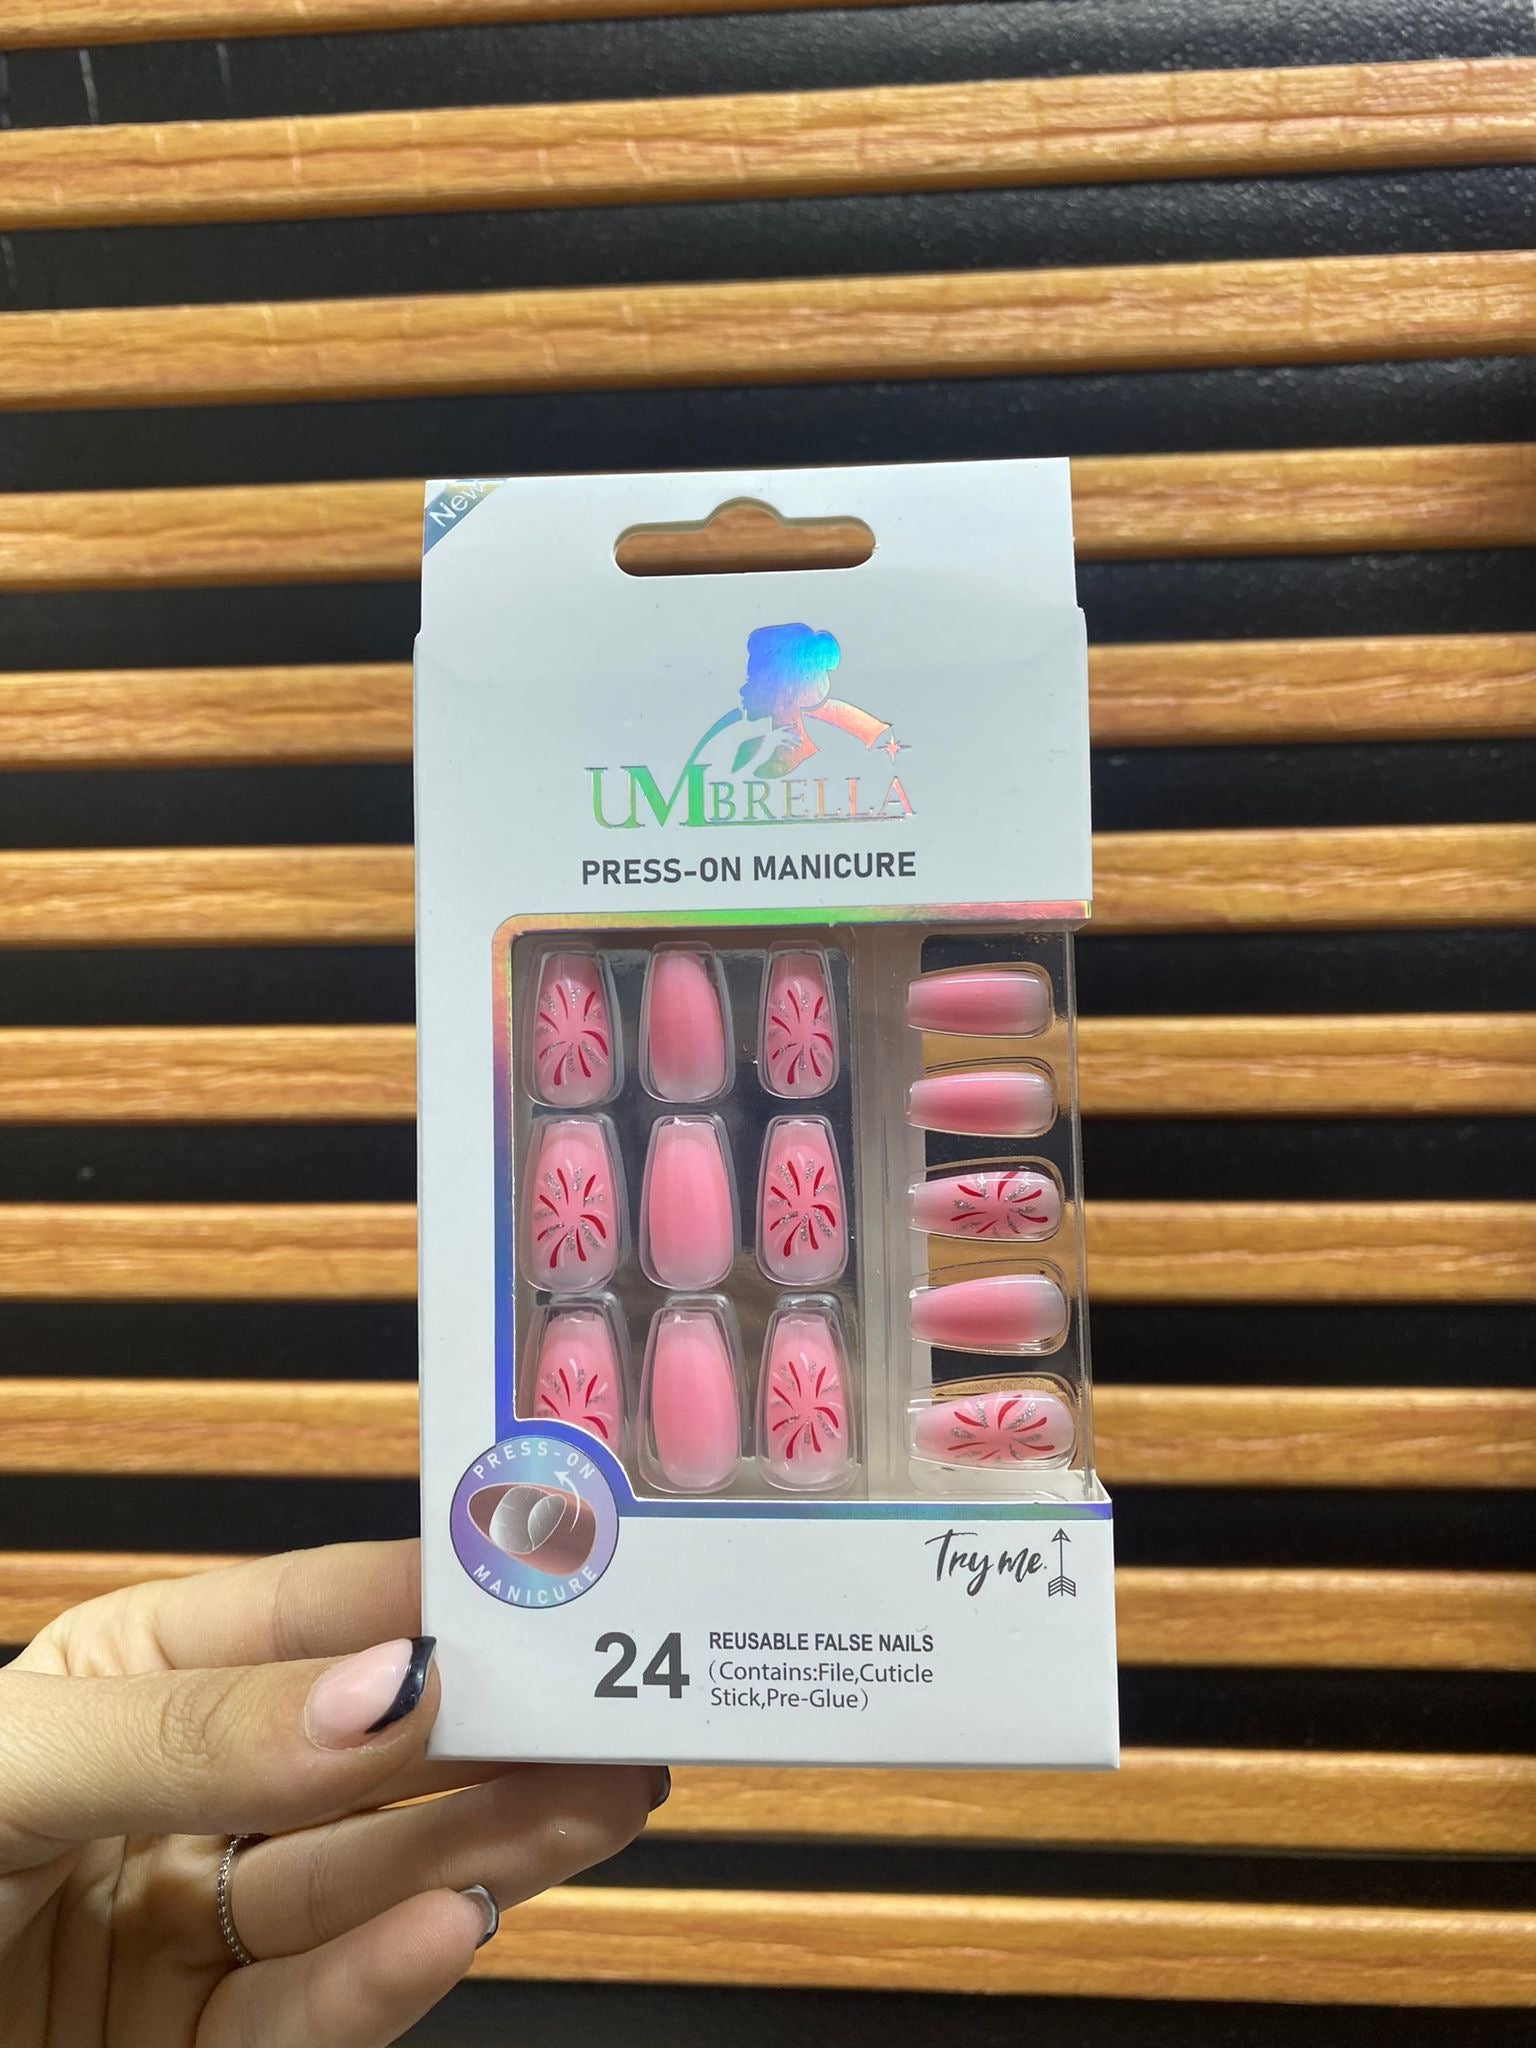 New
UMBRELLA
PRESS-ON MANICURE
PRESS-ON
MANICURE
Try me.
24
REUSABLE FALSE NAILS
(Contains:File,Cuticle
Stick,Pre-Glue)